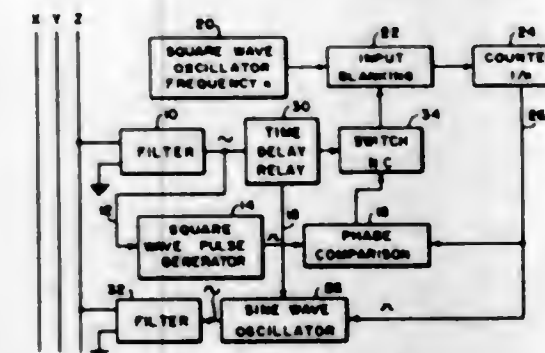 X Y Z
20
SQUARE WAVE
OSCILLATOR
FREQUENCY n
22
INPUT
BLANKING
24
COUNTER
1/n
26
10
FILTER
30
TIME
DELAY
RELAY
34
SWITCH
N C
12
14
SQUARE
WAVE PULSE
GENERATOR
18
PHASE
COMPARISON
32
FILTER
SINE WAVE
OSCILLATOR